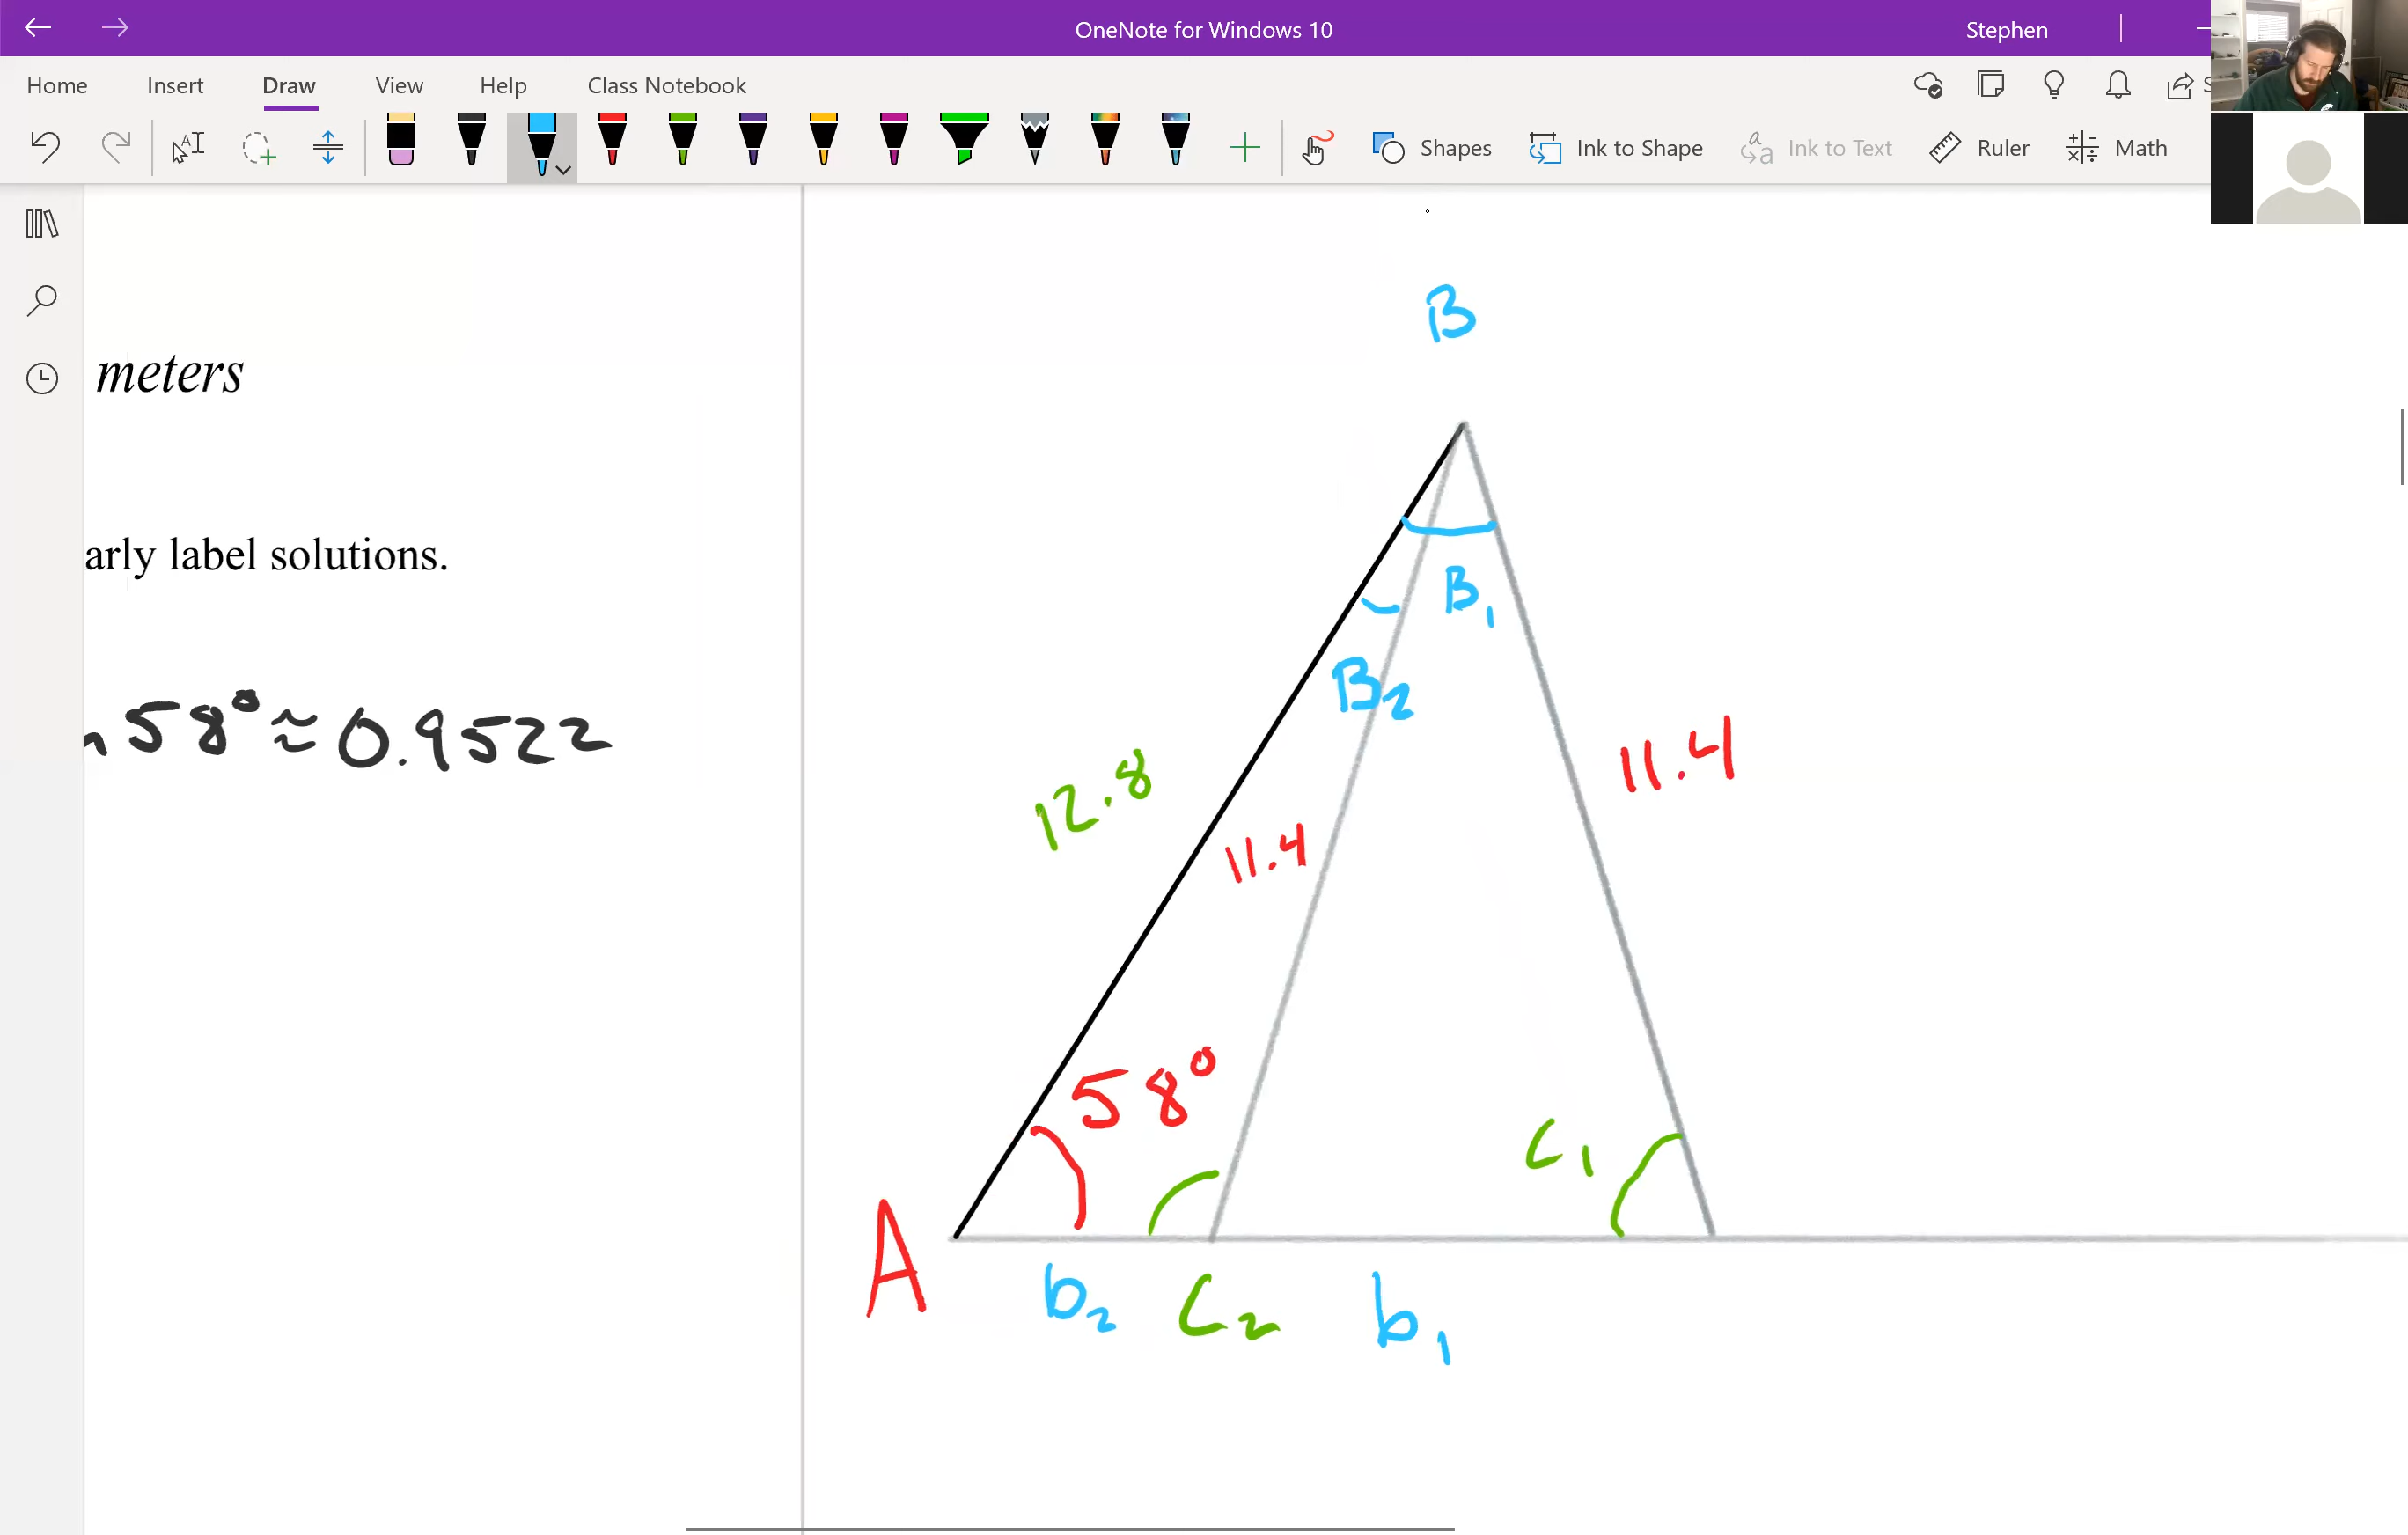 OneNote for Windows 10
Stephen
Home Insert Draw View Help Class Notebook
Shapes Ink to Shape Ink to Text Ruler Math
B
meters
arly label solutions.
B₁
B₂
58° ≈ 0.9522
12.8
11.4
11.4
58°
C₁
A
b₂ C₂ b₁